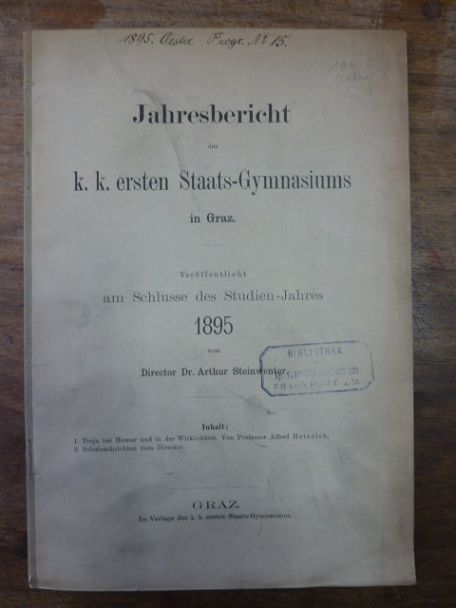 1895. Oester. Progr. No 15.
Jahresbericht
des
k. k. ersten Staats-Gymnasiums
in Graz.
Veröffentlicht
am Schlusse des Studien-Jahres
1895
vom
Director Dr. Arthur Steinwenter.
BIBLIOTHEK
FRANKFURT A.M.
Inhalt:
1. Troja bei Homer und in der Wirklichkeit. Von Professor Alfred Heinrich.
2. Schulnachrichten vom Director.
GRAZ.
Im Verlage des k. k. ersten Staats-Gymnasiums.